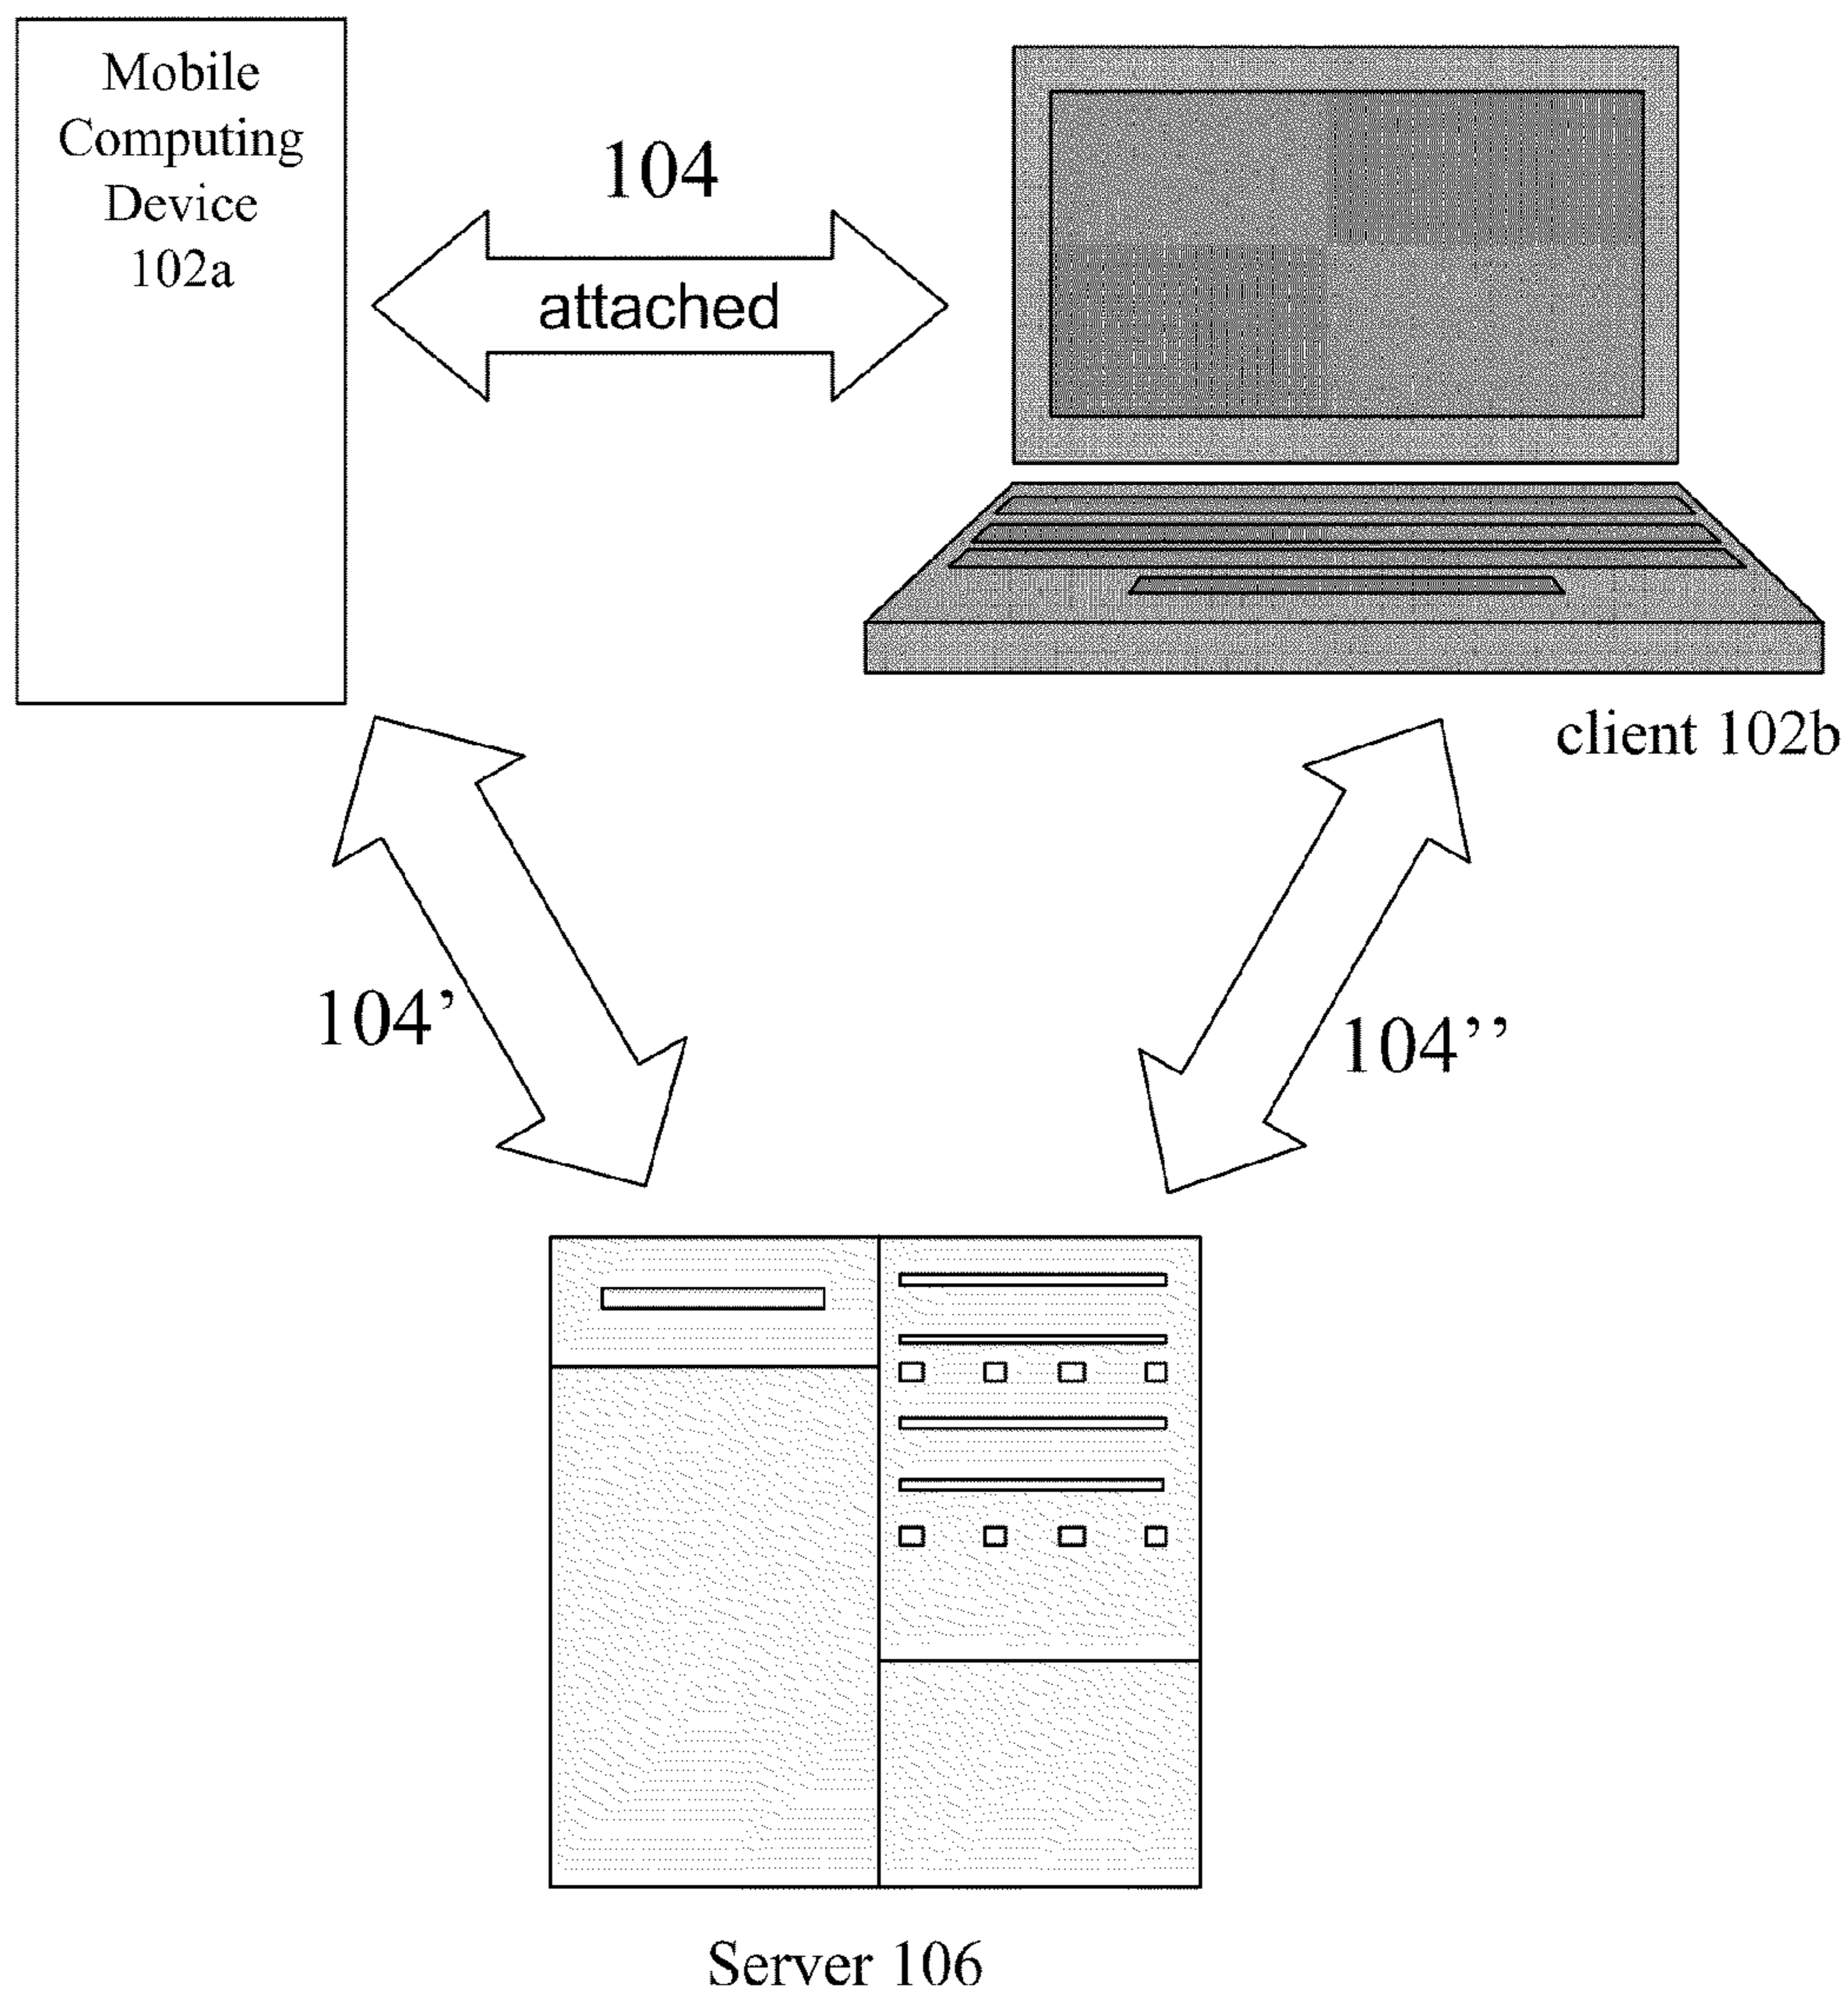 Mobile
Computing
Device
102a
104
attached
client 102b
104’
104’’
Server 106